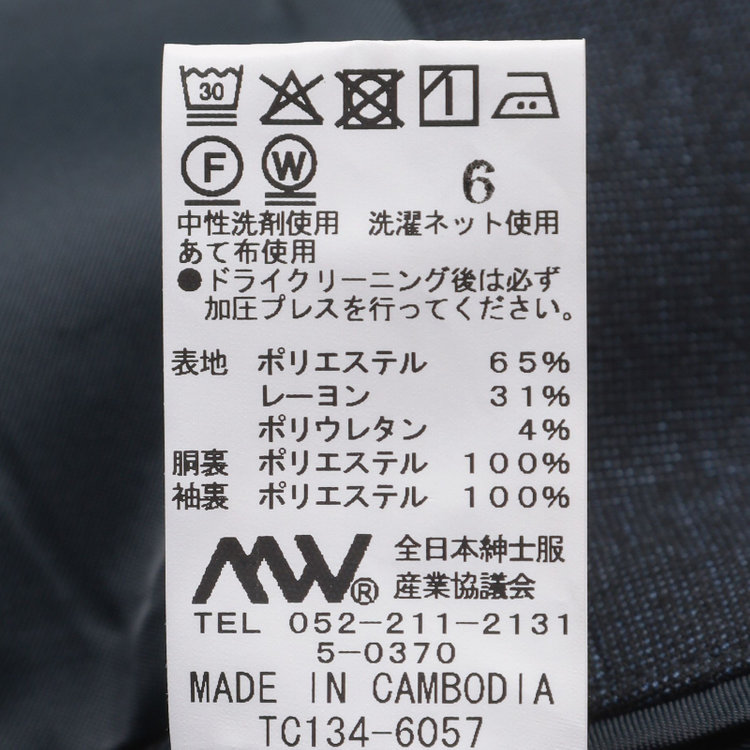 30
F W 6
中性洗剤使用 洗濯ネット使用
あて布使用
●ドライクリーニング後は必ず
加圧プレスを行ってください。
表地 ポリエステル 65%
レーヨン 31%
ポリウレタン 4%
胴裏 ポリエステル 100%
袖裏 ポリエステル 100%
MW® 全日本紳士服
産業協議会
TEL 052-211-2131
5-0370
MADE IN CAMBODIA
TC134-6057